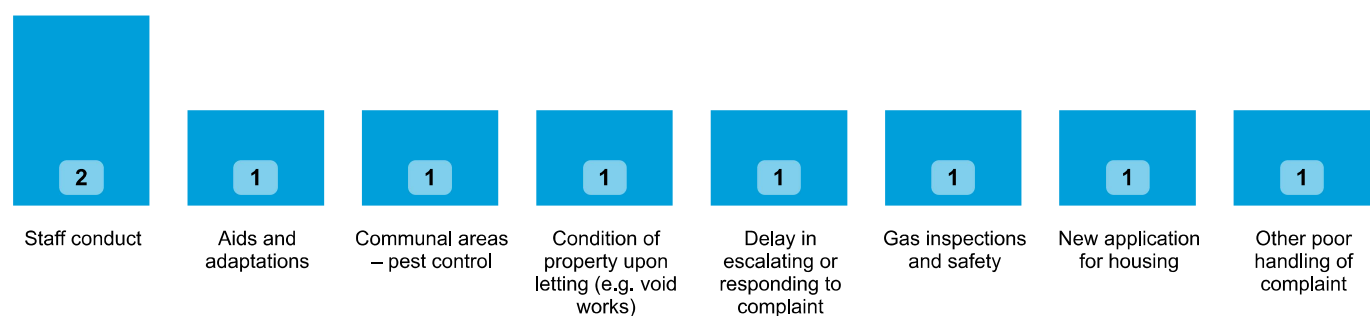 2
1
1
1
1
1
1
1
Staff conduct
Aids and
adaptations
Communal areas
– pest control
Condition of
property upon
letting (e.g. void
works)
Delay in
escalating or
responding to
complaint
Gas inspections
and safety
New application
for housing
Other poor
handling of
complaint